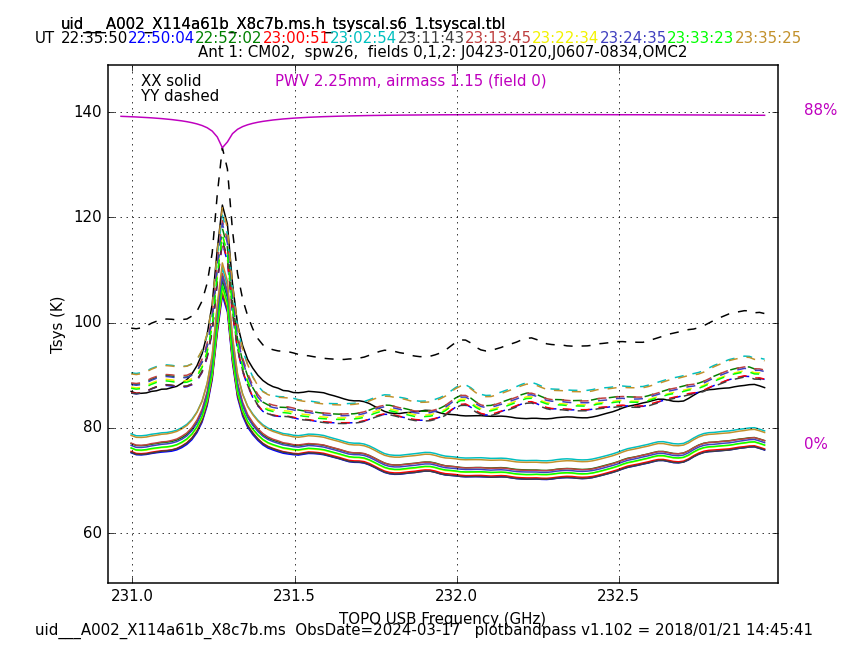 uid___A002_X114a61b_X8c7b.ms.h_tsyscal.s6_1.tsyscal.tbl
UT 22:35:50 22:50:04 22:52:02 23:00:51 23:02:54 23:11:43 23:13:45 23:22:34 23:24:35 23:33:23 23:35:25
Ant 1: CM02, spw26, fields 0,1,2: J0423-0120,J0607-0834,OMC2
XX solid
YY dashed
PWV 2.25mm, airmass 1.15 (field 0)
140
120
100
80
60
88%
0%
Tsys (K)
231.0 231.5 232.0 232.5
TOPO USB Frequency (GHz)
uid___A002_X114a61b_X8c7b.ms ObsDate=2024-03-17 plotbandpass v1.102 = 2018/01/21 14:45:41